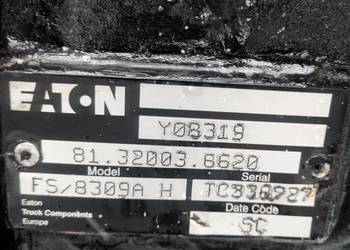 EATON
Y08319
81.32003.6620
Model Serial
FS/8309A H
Date Code
Eaton
Truck Components
Europe
SC